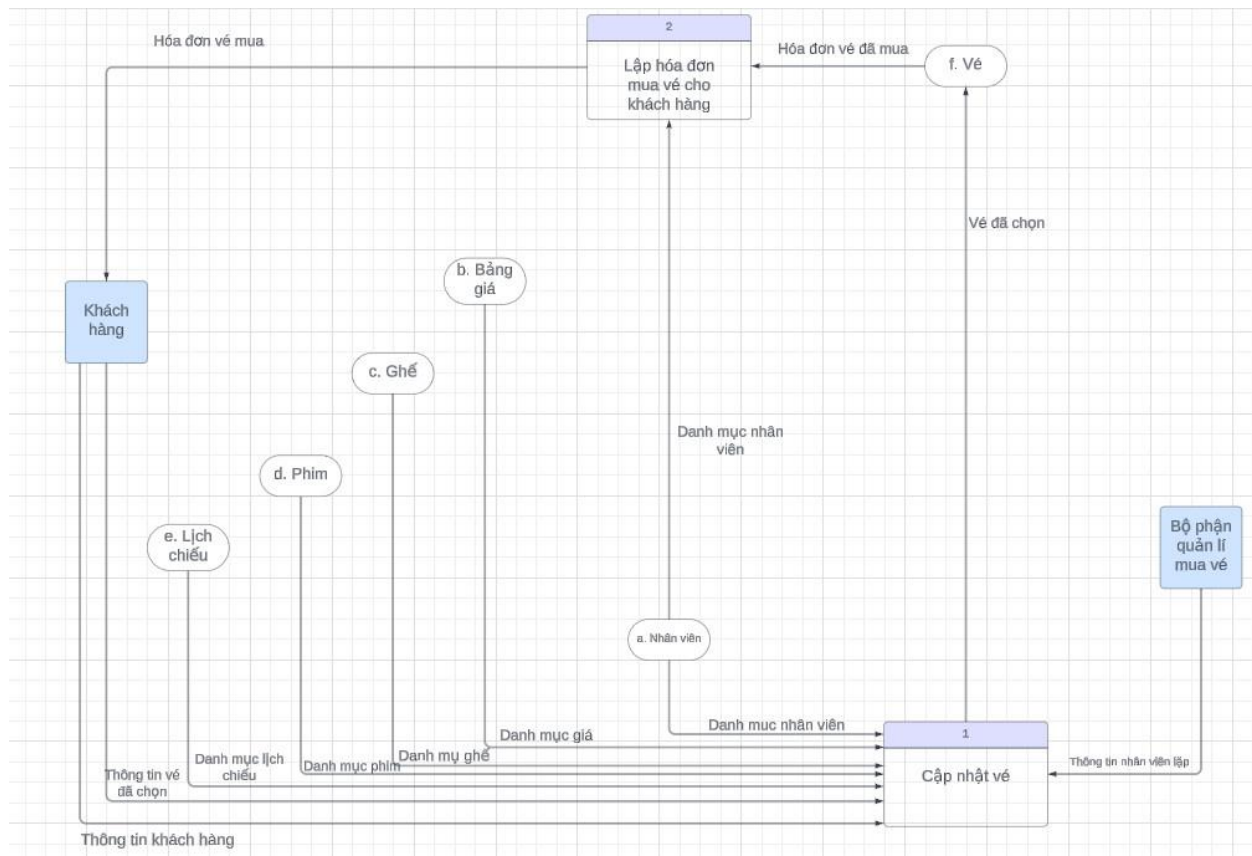 2
Hóa đơn vé mua
Hóa đơn vé đã mua
Lập hóa đơn
mua vé cho
khách hàng
f. Vé
Vé đã chọn
b. Bảng
giá
Khách
hàng
c. Ghế
Danh mục nhân
viên
d. Phim
e. Lịch
chiếu
Bộ phận
quản lí
mua vé
a. Nhân viên
Danh muc nhân viên
Danh mục giá
1
Danh mụ ghế
Danh mục lịch
chiếu
Danh mục phim
Thông tin vé
đã chọn
Cập nhật vé
Thông tin nhân viên lập
Thông tin khách hàng